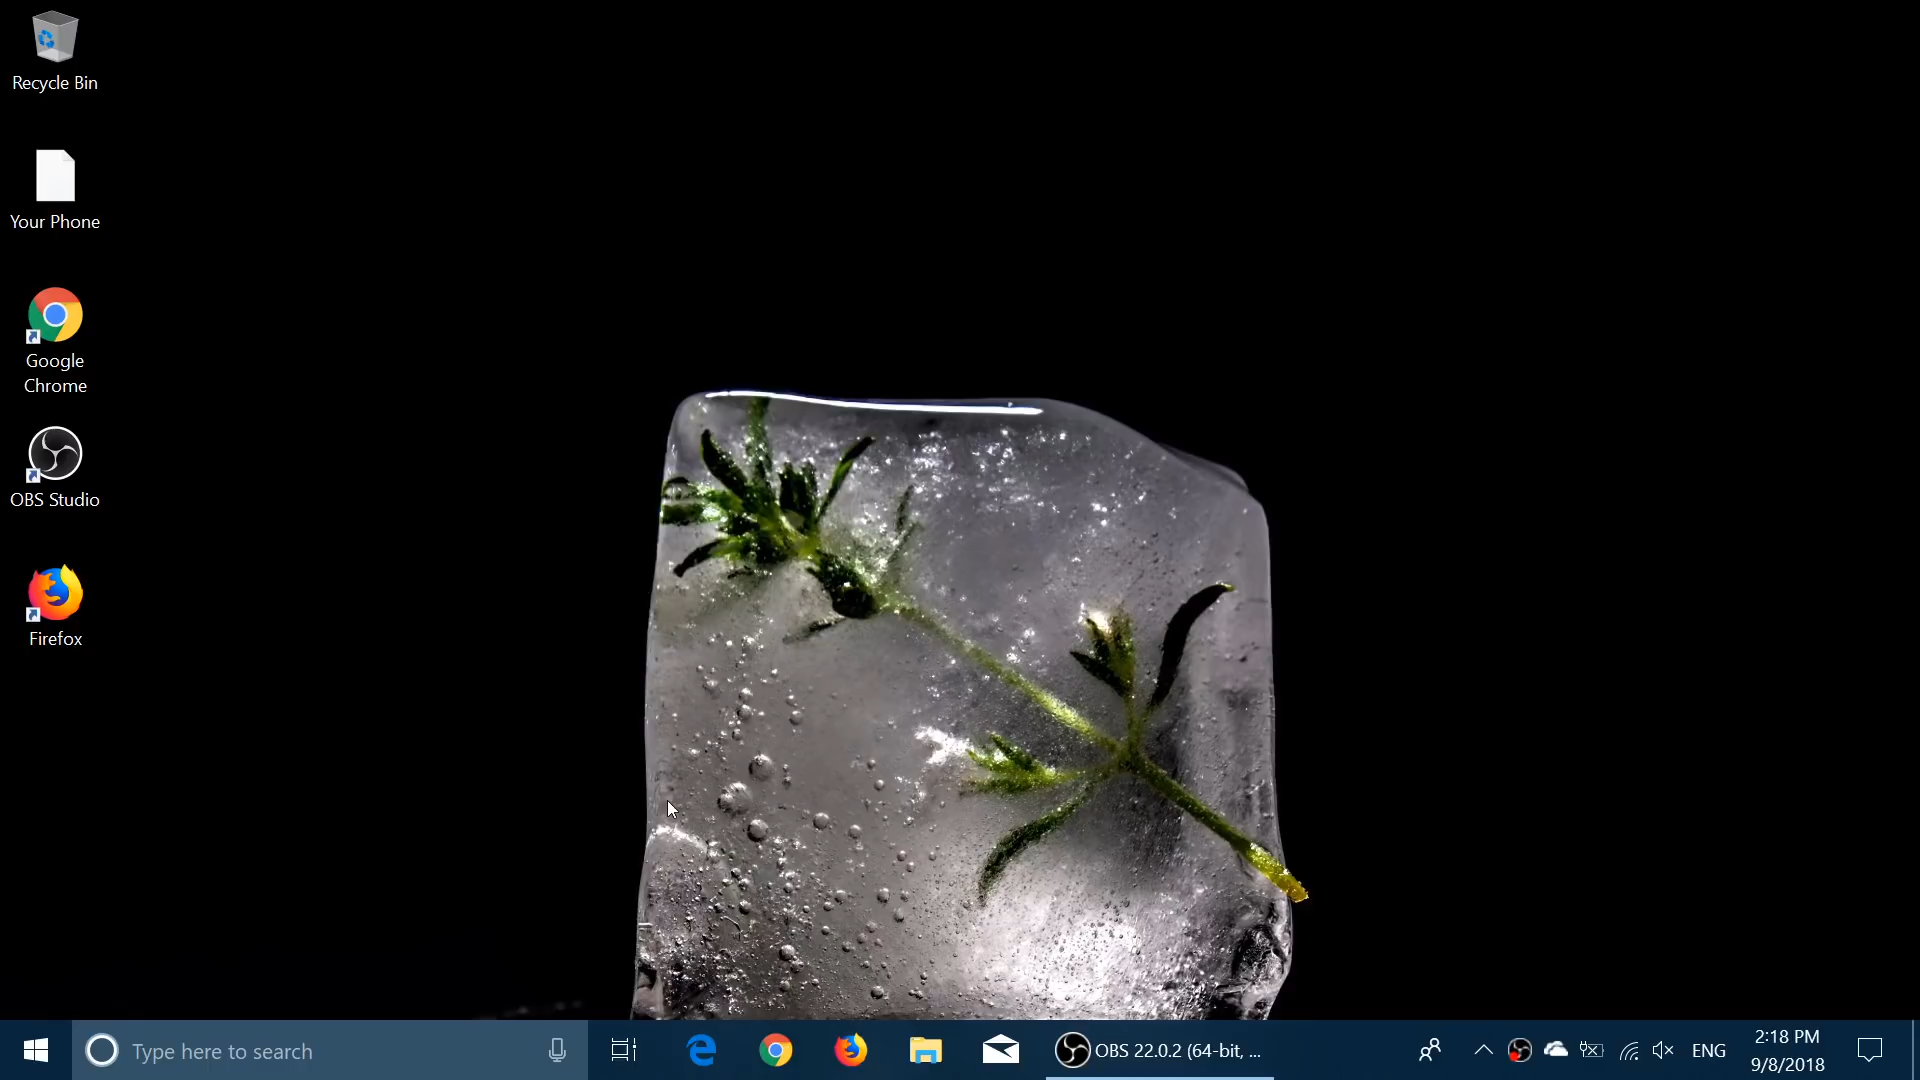 Recycle Bin
Your Phone
Google
Chrome
OBS Studio
Firefox
Type here to search
OBS 22.0.2 (64-bit, ...
ENG
2:18 PM
9/8/2018